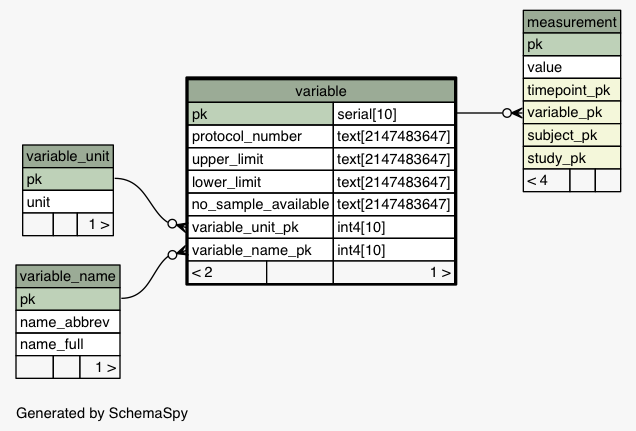 measurement
pk
value
timepoint_pk
variable_pk
subject_pk
study_pk
< 4
variable
pk serial[10]
protocol_number text[2147483647]
upper_limit text[2147483647]
lower_limit text[2147483647]
no_sample_available text[2147483647]
variable_unit_pk int4[10]
variable_name_pk int4[10]
< 2 1 >
variable_unit
pk
unit
1 >
variable_name
pk
name_abbrev
name_full
1 >
Generated by SchemaSpy